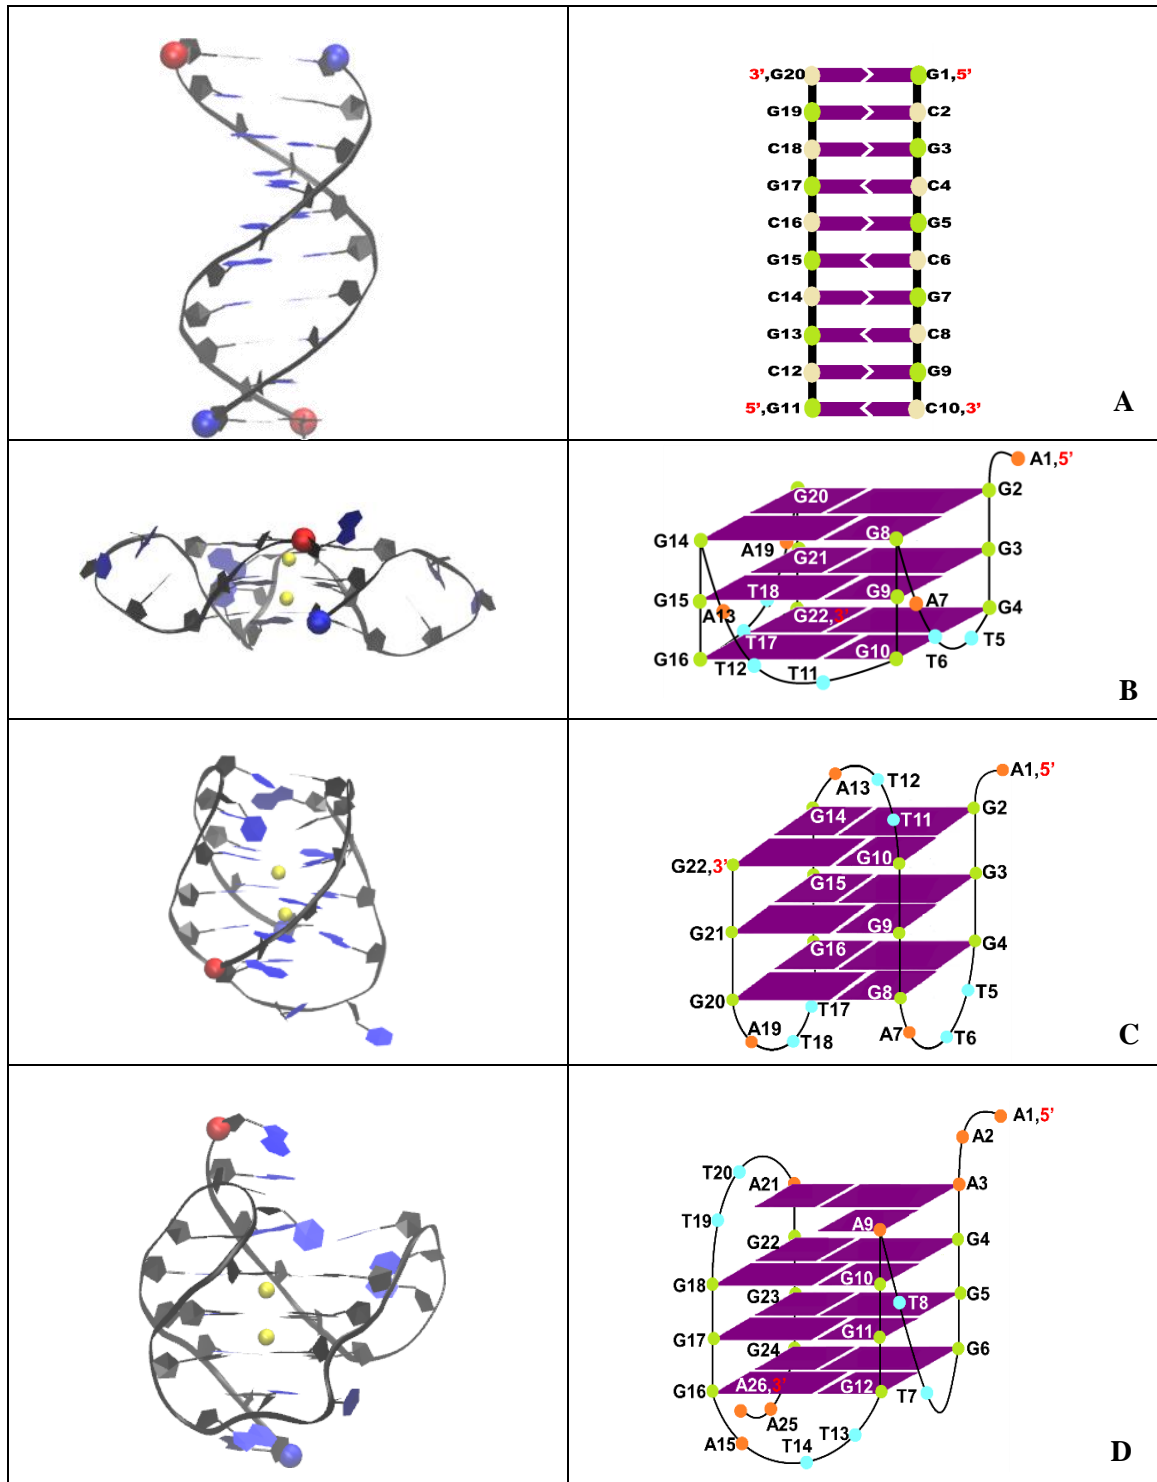 3’,G20 G1,5’
G19 C2
C18 G3
G17 C4
C16 G5
G15 C6
C14 G7
G13 C8
C12 G9
5’,G11 C10,3’
A
A1,5’
G20 G2
G14 G8
A19 G21 G3
G15 T18 G9 A7
A13 G22,3’ G4
T17 T6 T5
G16 T12 T11 G10
B
A1,5’
A13 T12
G14 T11 G2
G22,3’ G10
G15 G3
G21 G9
G16 G4
G20 G8 T5
T17
A19 T18 A7 T6
C
A1,5’
A2
T20 A21 A3
T19 A9
G22 G4
G18 G10
G23 T8 G5
G17 G11
G24 G6
G16 A26,3’ G12 T7
A25
A15 T14 T13
D